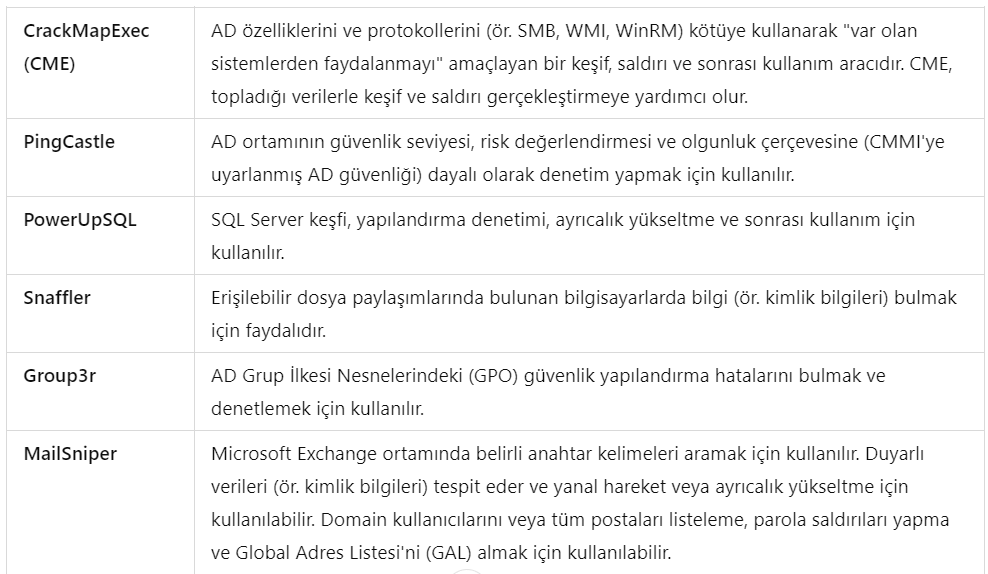 CrackMapExec
(CME)
AD özelliklerini ve protokollerini (ör. SMB, WMI, WinRM) kötüye kullanarak "var olan
sistemlerden faydalanmayı" amaçlayan bir keşif, saldırı ve sonrası kullanım aracıdır. CME,
topladığı verilerle keşif ve saldırı gerçekleştirmeye yardımcı olur.
PingCastle
AD ortamının güvenlik seviyesi, risk değerlendirmesi ve olgunluk çerçevesine (CMMI'ye
uyarlanmış AD güvenliği) dayalı olarak denetim yapmak için kullanılır.
PowerUpSQL
SQL Server keşfi, yapılandırma denetimi, ayrıcalık yükseltme ve sonrası kullanım için
kullanılır.
Snaffler
Erişilebilir dosya paylaşımlarında bulunan bilgisayarlarda bilgi (ör. kimlik bilgileri) bulmak
için faydalıdır.
Group3r
AD Grup İlkesi Nesnelerindeki (GPO) güvenlik yapılandırma hatalarını bulmak ve
denetlemek için kullanılır.
MailSniper
Microsoft Exchange ortamında belirli anahtar kelimeleri aramak için kullanılır. Duyarlı
verileri (ör. kimlik bilgileri) tespit eder ve yanal hareket veya ayrıcalık yükseltme için
kullanılabilir. Domain kullanıcılarını veya tüm postaları listeleme, parola saldırıları yapma
ve Global Adres Listesi'ni (GAL) almak için kullanılabilir.